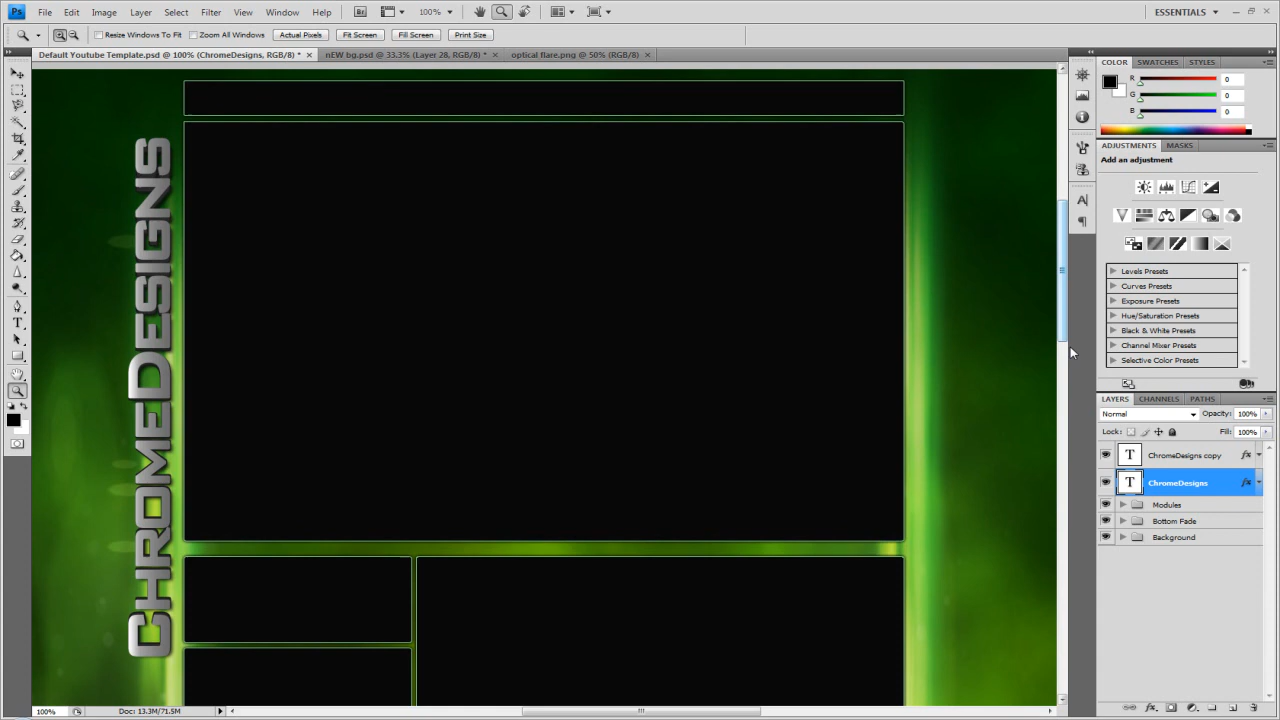 Ps File Edit Image Layer Select Filter View Window Help Br 100% ESSENTIALS
Resize Windows To Fit Zoom All Windows Actual Pixels Fit Screen Fill Screen Print Size
Default Youtube Template.psd @ 100% (ChromeDesigns, RGB/8) * nEW bg.psd @ 33.3% (Layer 28, RGB/8) * optical flare.png @ 50% (RGB/8)
COLOR SWATCHES STYLES
R 0
G 0
B 0
ADJUSTMENTS MASKS
Add an adjustment
Levels Presets
Curves Presets
Exposure Presets
Hue/Saturation Presets
Black & White Presets
Channel Mixer Presets
Selective Color Presets
LAYERS CHANNELS PATHS
Normal Opacity: 100%
Lock: Fill: 100%
T ChromeDesigns copy fx
T ChromeDesigns fx
Modules
Bottom Fade
Background
CHROMEDESIGNS
100% Doc: 13.3M/71.5M